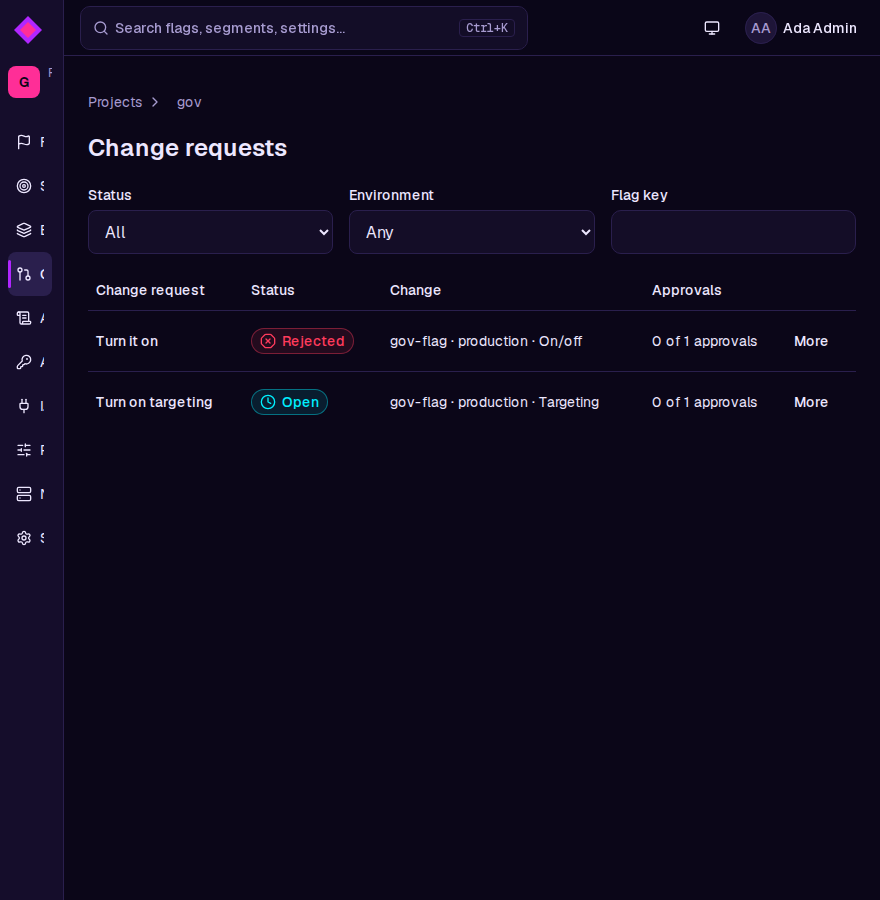 Search flags, segments, settings...
Ctrl+K
AA
Ada Admin
G
Projects
gov
Change requests
Status
Environment
Flag key
All
Any
Change request
Status
Change
Approvals
Turn it on
Rejected
gov-flag · production · On/off
0 of 1 approvals
More
Turn on targeting
Open
gov-flag · production · Targeting
0 of 1 approvals
More